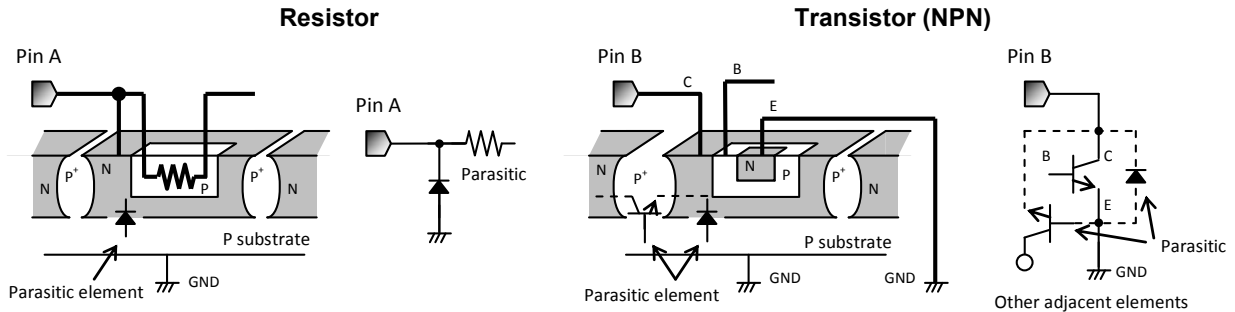 Resistor
Transistor (NPN)
Pin A
Pin A
N
N
P+
P
P+
N
Parasitic
P substrate
GND
Parasitic element
Pin B
C
B
E
N
P+
N
P
P+
N
P substrate
GND
GND
Parasitic element
Pin B
B
C
E
Parasitic
GND
Other adjacent elements